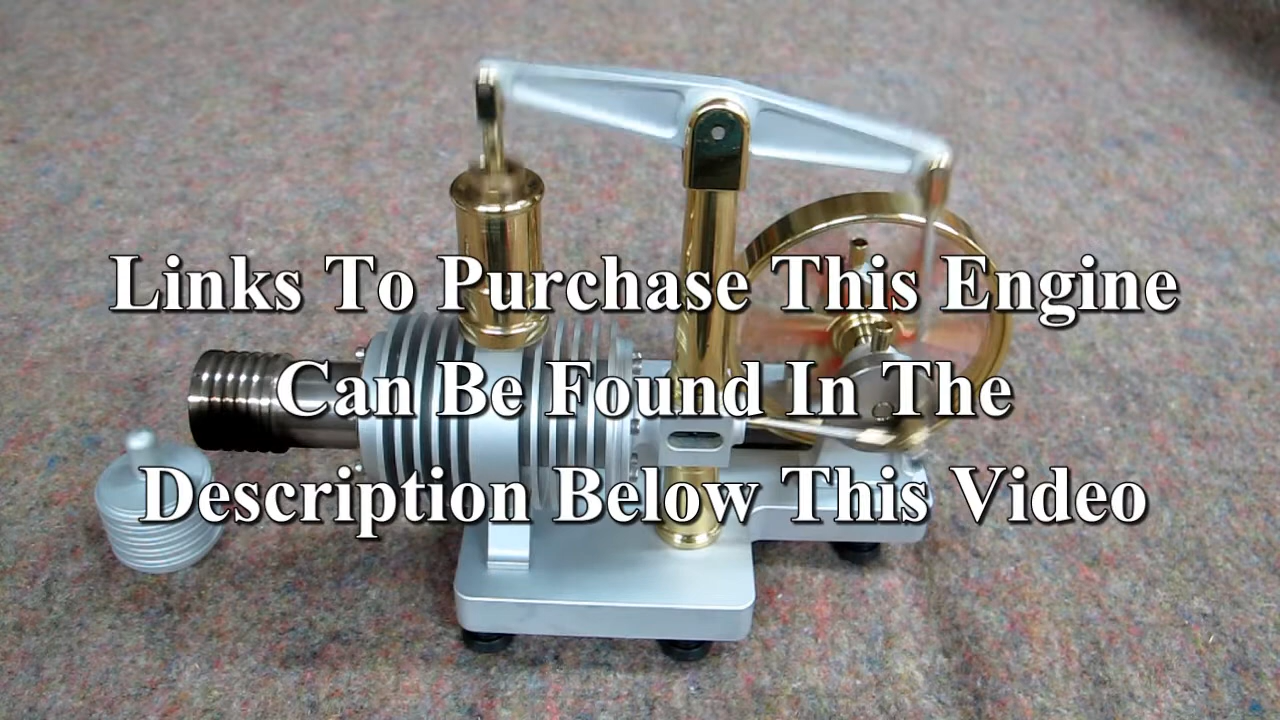 Links To Purchase This Engine
Can Be Found In The
Description Below This Video